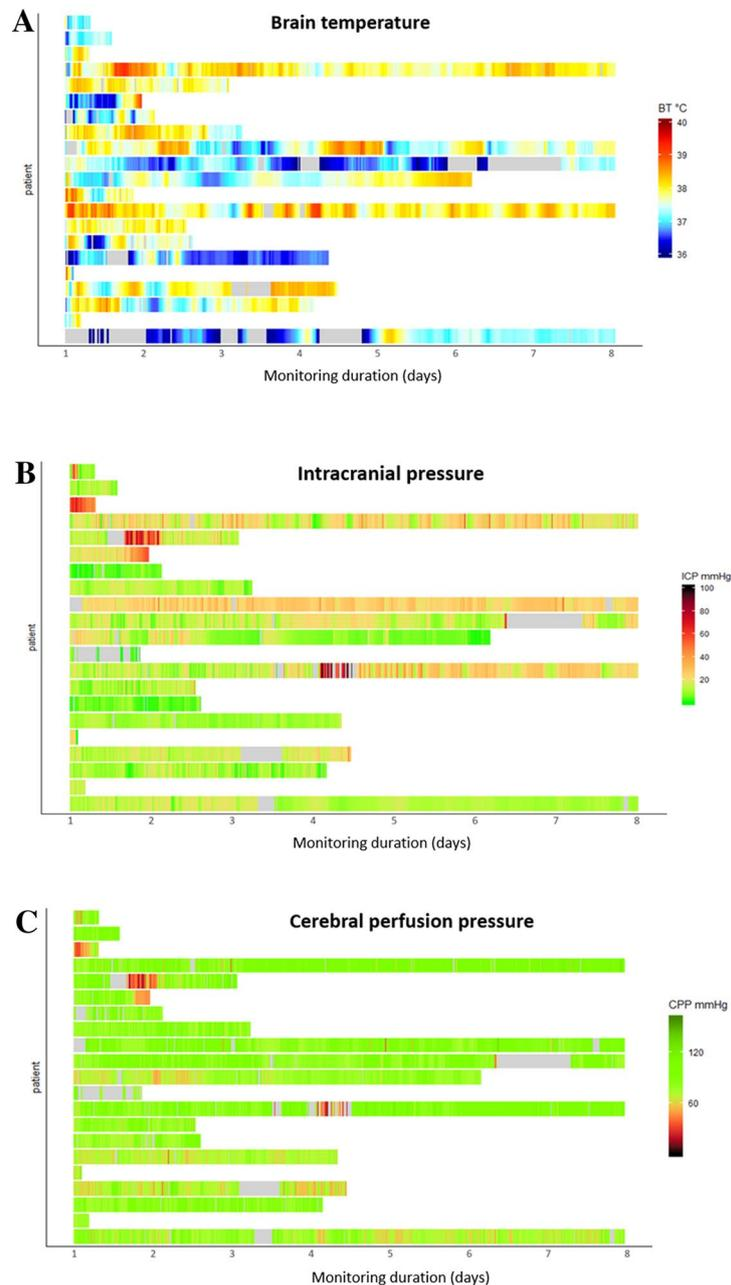 A
Brain temperature
BT °C
40
39
38
37
36
patient
1 2 3 4 5 6 7 8
Monitoring duration (days)
B
Intracranial pressure
ICP mmHg
100
80
60
40
20
patient
1 2 3 4 5 6 7 8
Monitoring duration (days)
C
Cerebral perfusion pressure
CPP mmHg
120
60
patient
1 2 3 4 5 6 7 8
Monitoring duration (days)